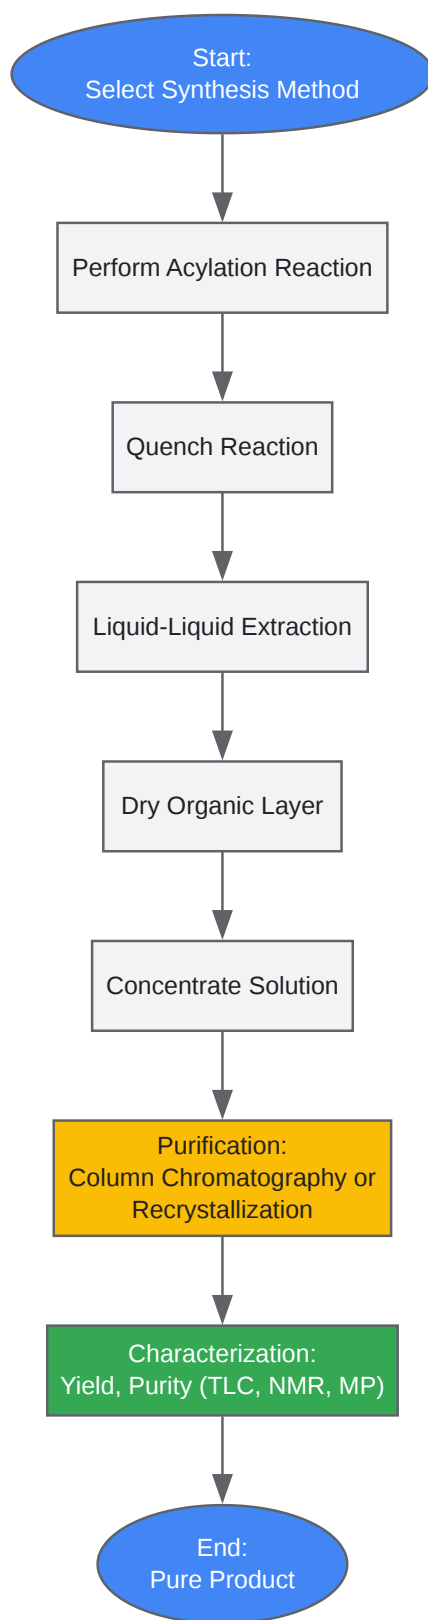 Start:
Select Synthesis Method
Perform Acylation Reaction
Quench Reaction
Liquid-Liquid Extraction
Dry Organic Layer
Concentrate Solution
Purification:
Column Chromatography or
Recrystallization
Characterization:
Yield, Purity (TLC, NMR, MP)
End:
Pure Product